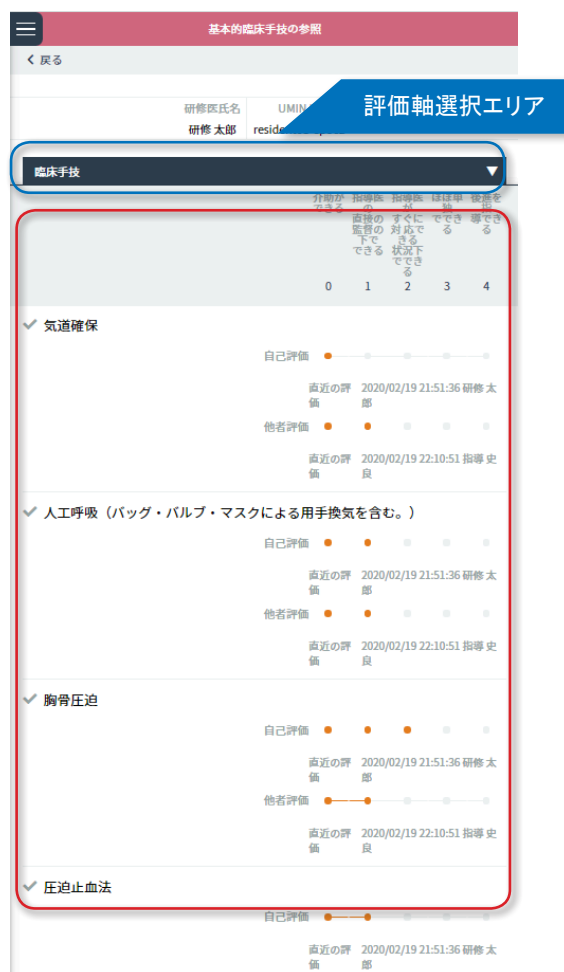 基本的臨床手技の参照
戻る
評価軸選択エリア
研修医氏名 UMIN
研修 太郎
臨床手技
介助ができる 指導医の直接の監督の下でできる 指導医がすぐに対応できる状況下でできる ほぼ単独でできる 後進を指導できる
0 1 2 3 4
気道確保
自己評価
直近の評価 2020/02/19 21:51:36 研修 太郎
他者評価
直近の評価 2020/02/19 22:10:51 指導 史良
人工呼吸（バッグ・バルブ・マスクによる用手換気を含む。）
自己評価
直近の評価 2020/02/19 21:51:36 研修 太郎
他者評価
直近の評価 2020/02/19 22:10:51 指導 史良
胸骨圧迫
自己評価
直近の評価 2020/02/19 21:51:36 研修 太郎
他者評価
直近の評価 2020/02/19 22:10:51 指導 史良
圧迫止血法
自己評価
直近の評価 2020/02/19 21:51:36 研修 太郎